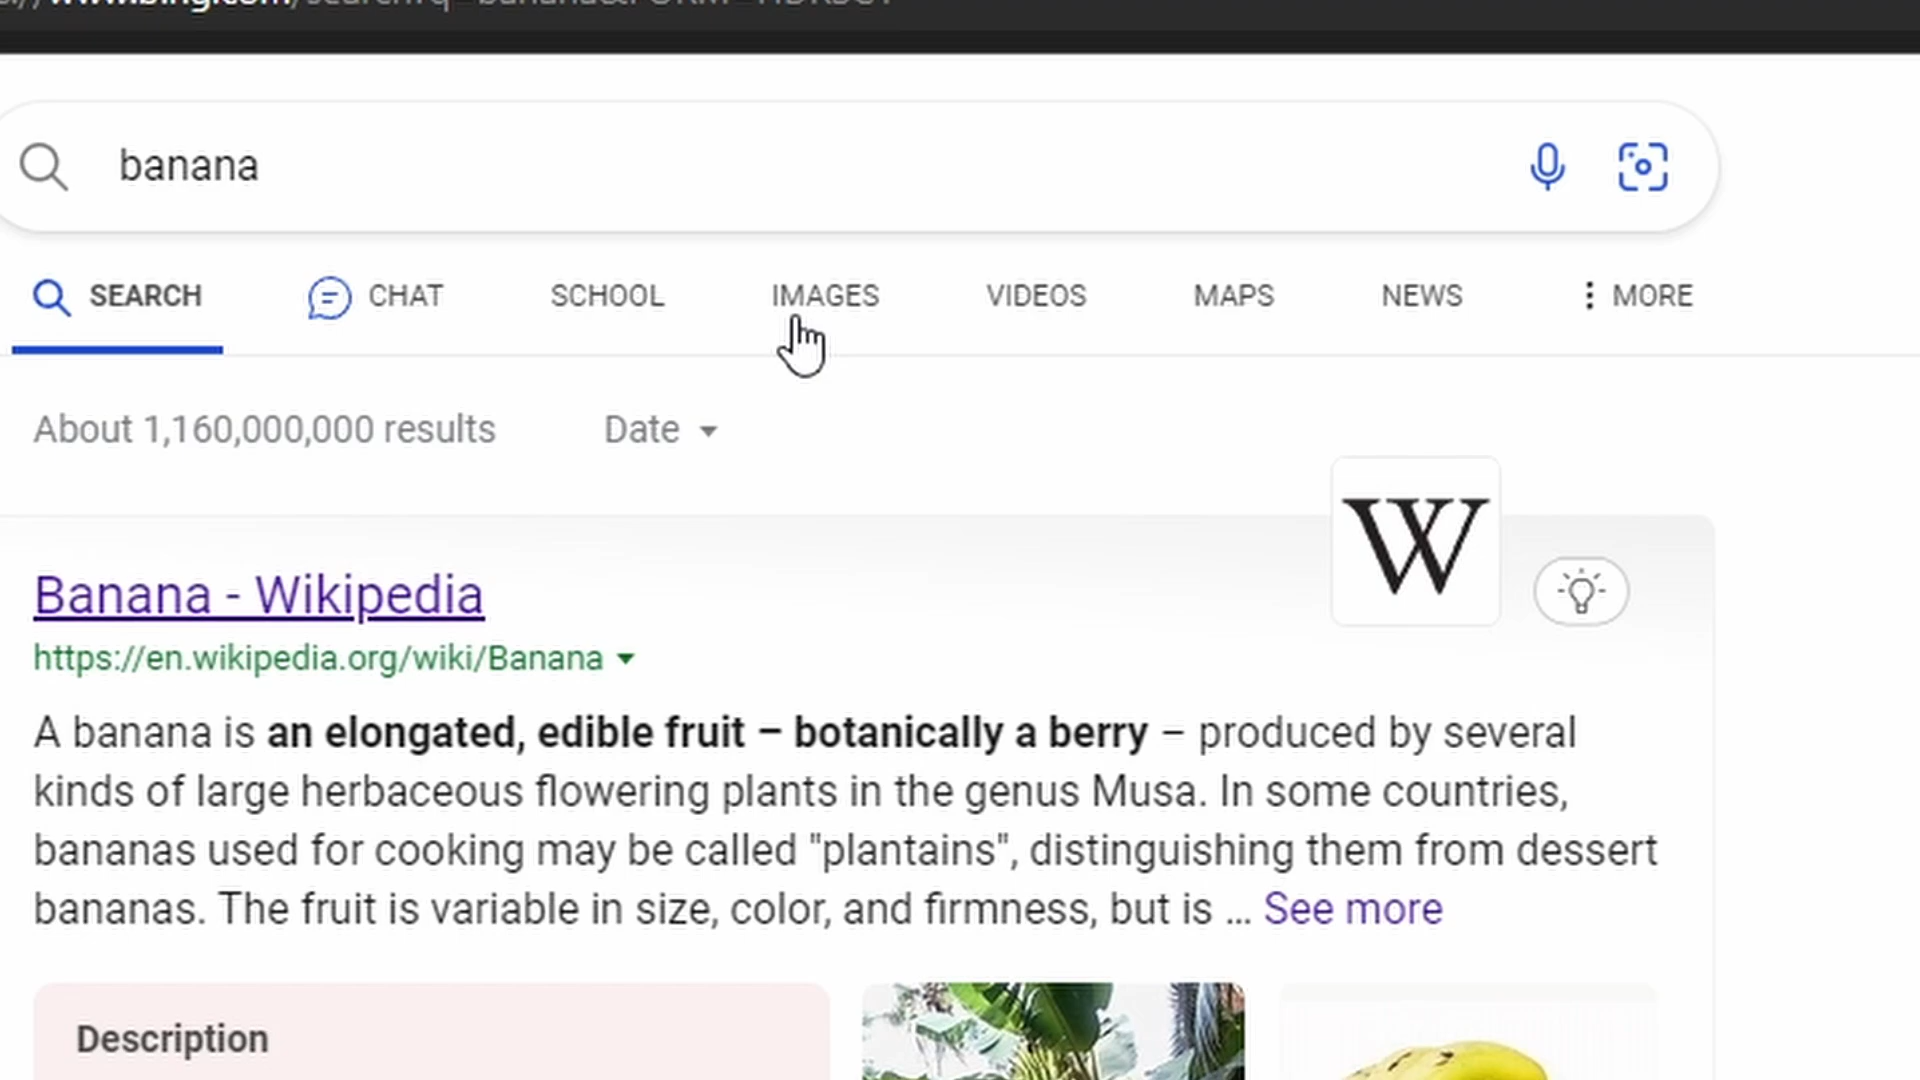 banana
SEARCH CHAT SCHOOL IMAGES VIDEOS MAPS NEWS MORE
About 1,160,000,000 results Date
W
Banana - Wikipedia
https://en.wikipedia.org/wiki/Banana
A banana is an elongated, edible fruit – botanically a berry – produced by several
kinds of large herbaceous flowering plants in the genus Musa. In some countries,
bananas used for cooking may be called "plantains", distinguishing them from dessert
bananas. The fruit is variable in size, color, and firmness, but is ... See more
Description